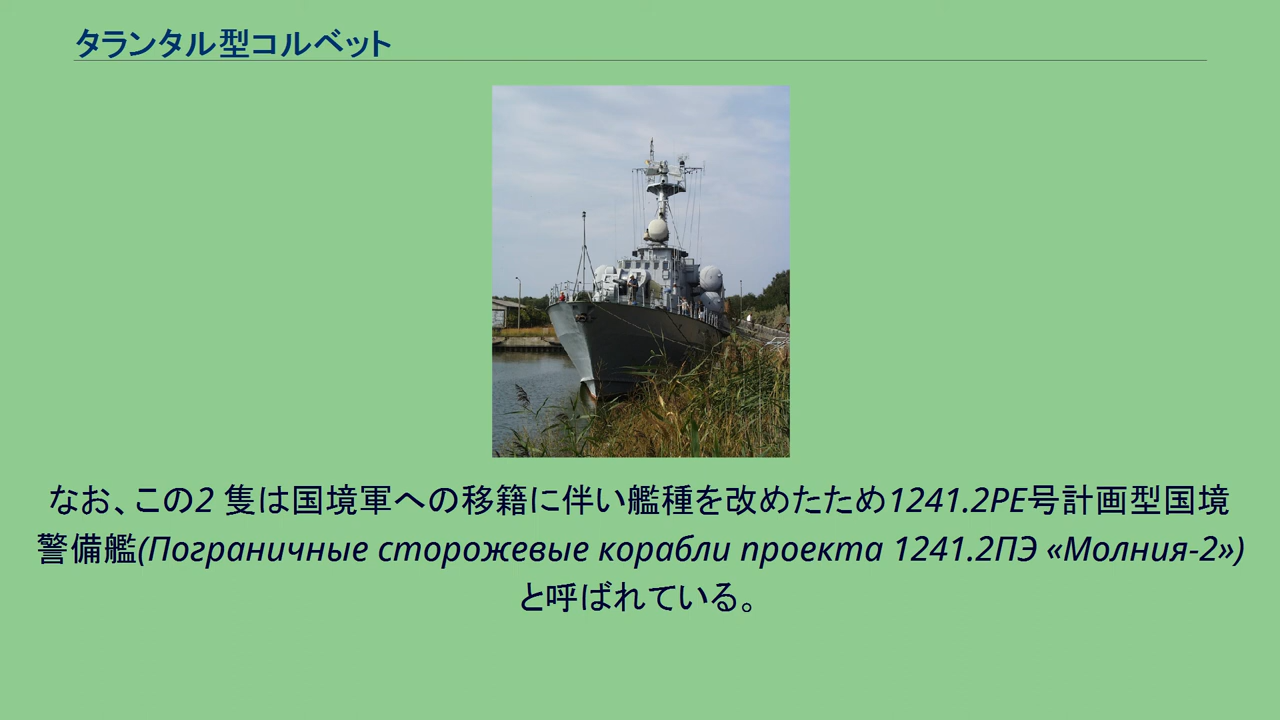 タランタル型コルベット
なお、この2 隻は国境軍への移籍に伴い艦種を改めたため1241.2PE号計画型国境
警備艦(Пограничные сторожевые корабли проекта 1241.2ПЭ «Молния-2»)
と呼ばれている。